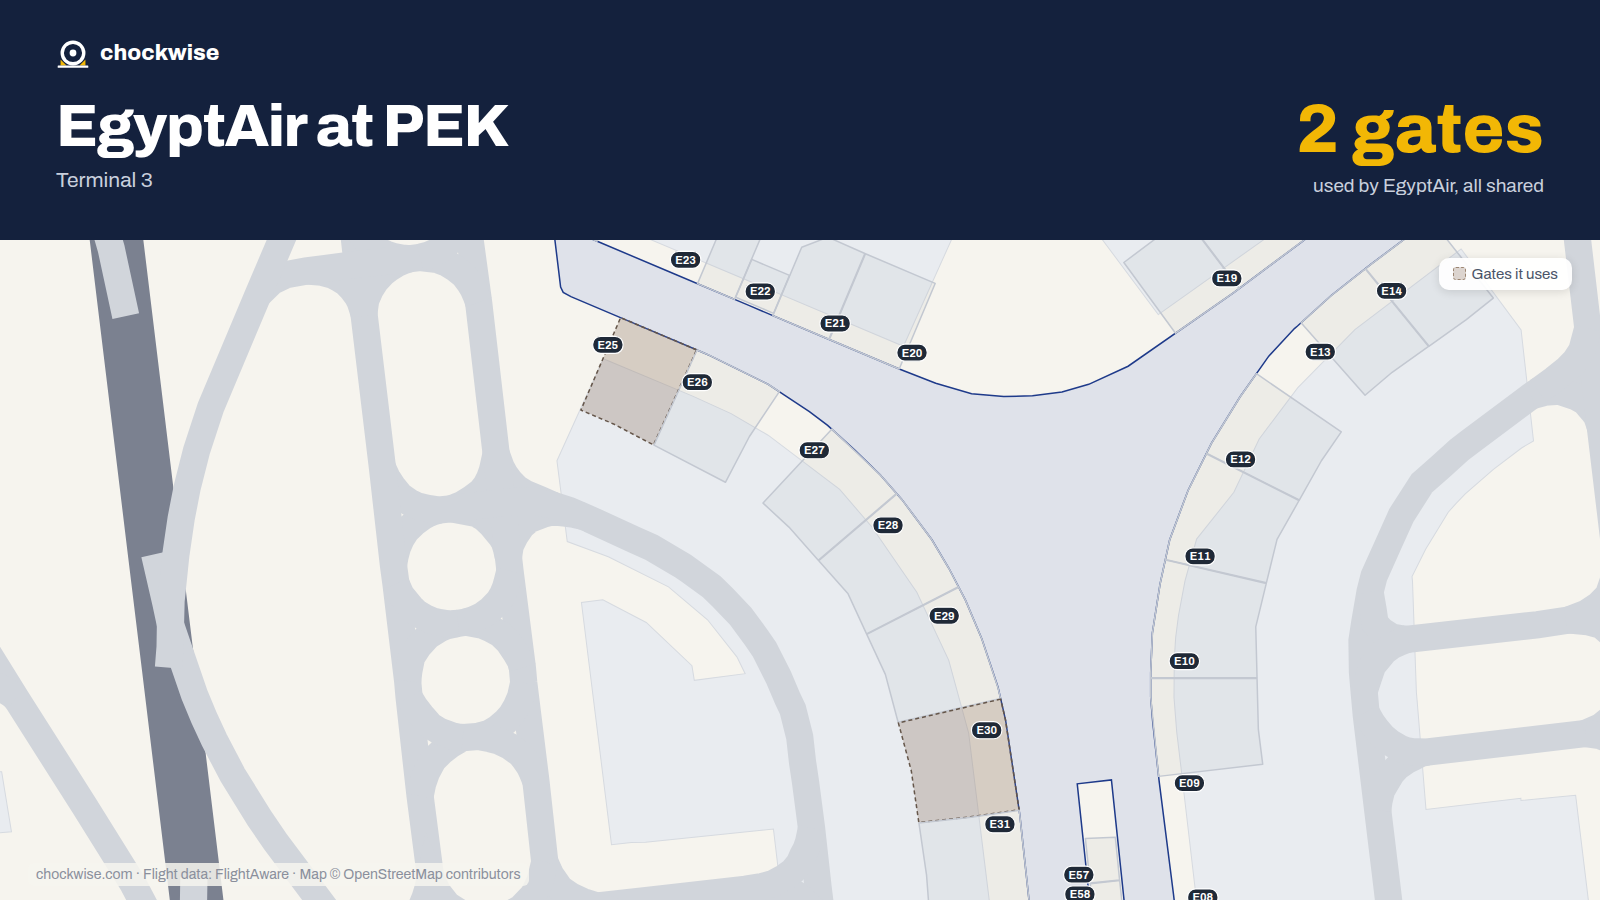 chockwise
EgyptAir at PEK
Terminal 3
2 gates
used by EgyptAir, all shared
Gates it uses
E23
E22
E21
E20
E19
E14
E13
E25
E26
E27
E28
E29
E30
E31
E12
E11
E10
E09
E57
E58
E08
chockwise.com · Flight data: FlightAware · Map © OpenStreetMap contributors